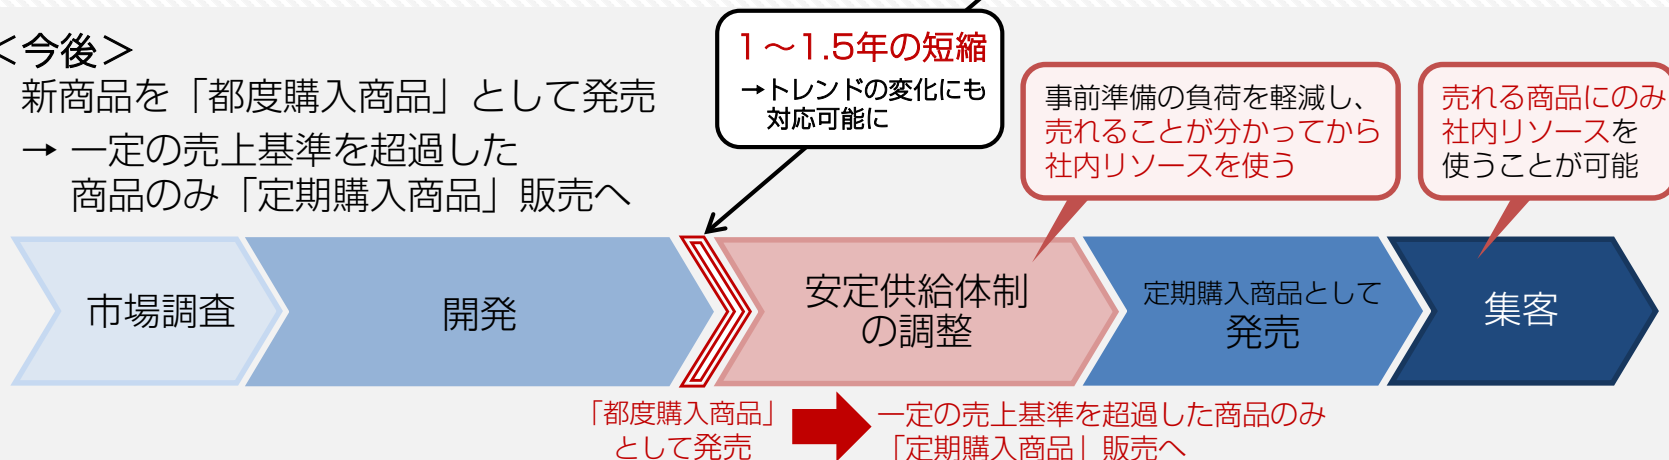 ＜今後＞
新商品を「都度購入商品」として発売
→ 一定の売上基準を超過した
商品のみ「定期購入商品」販売へ
1～1.5年の短縮
→トレンドの変化にも
対応可能に
事前準備の負荷を軽減し、
売れることが分かってから
社内リソースを使う
売れる商品にのみ
社内リソースを
使うことが可能
市場調査
開発
安定供給体制
の調整
定期購入商品として
発売
集客
「都度購入商品」
として発売
一定の売上基準を超過した商品のみ
「定期購入商品」販売へ